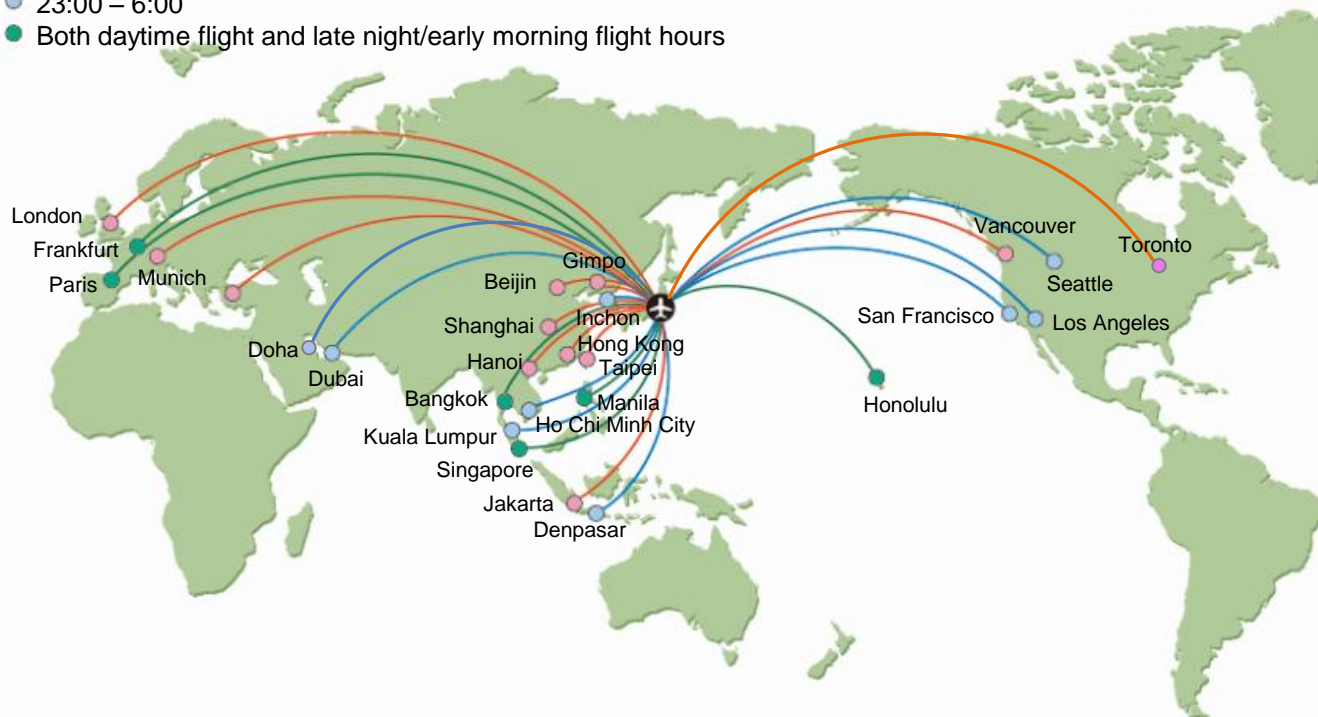 23:00 – 6:00
Both daytime flight and late night/early morning flight hours
London
Frankfurt
Paris
Munich
Gimpo
Beijin
Inchon
Shanghai
Hong Kong
Hanoi
Taipei
Doha
Dubai
Bangkok
Manila
Ho Chi Minh City
Kuala Lumpur
Singapore
Jakarta
Denpasar
Vancouver
Toronto
Seattle
San Francisco
Los Angeles
Honolulu